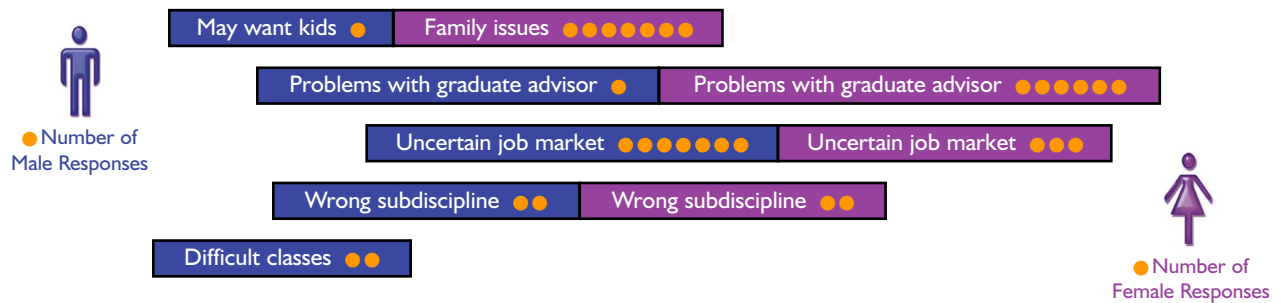 May want kids Family issues
Problems with graduate advisor Problems with graduate advisor
Uncertain job market Uncertain job market
Wrong subdiscipline Wrong subdiscipline
Difficult classes
Number of
Male Responses
Number of
Female Responses